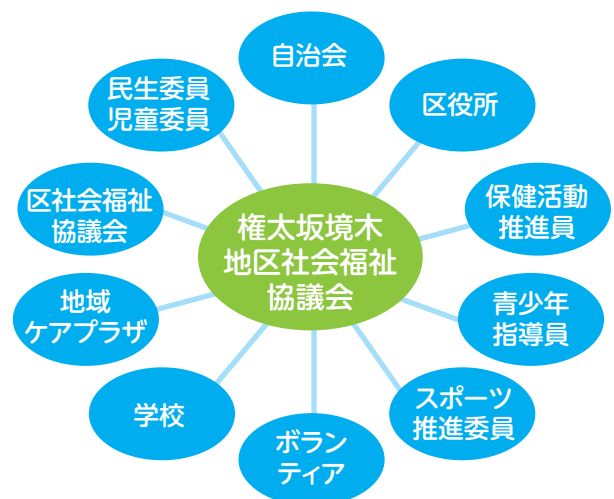 自治会
民生委員
児童委員
区役所
区社会福祉
協議会
保健活動
推進員
権太坂境木
地区社会福祉
協議会
地域
ケアプラザ
青少年
指導員
学校
スポーツ
推進委員
ボラン
ティア